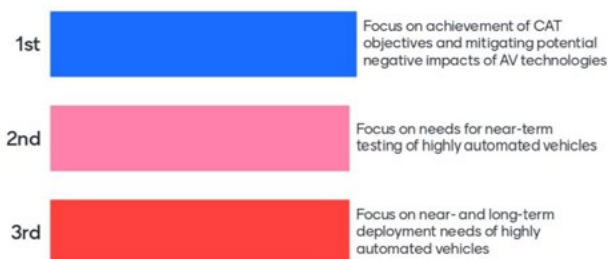 1st
Focus on achievement of CAT
objectives and mitigating potential
negative impacts of AV technologies
2nd
Focus on needs for near-term
testing of highly automated vehicles
3rd
Focus on near- and long-term
deployment needs of highly
automated vehicles